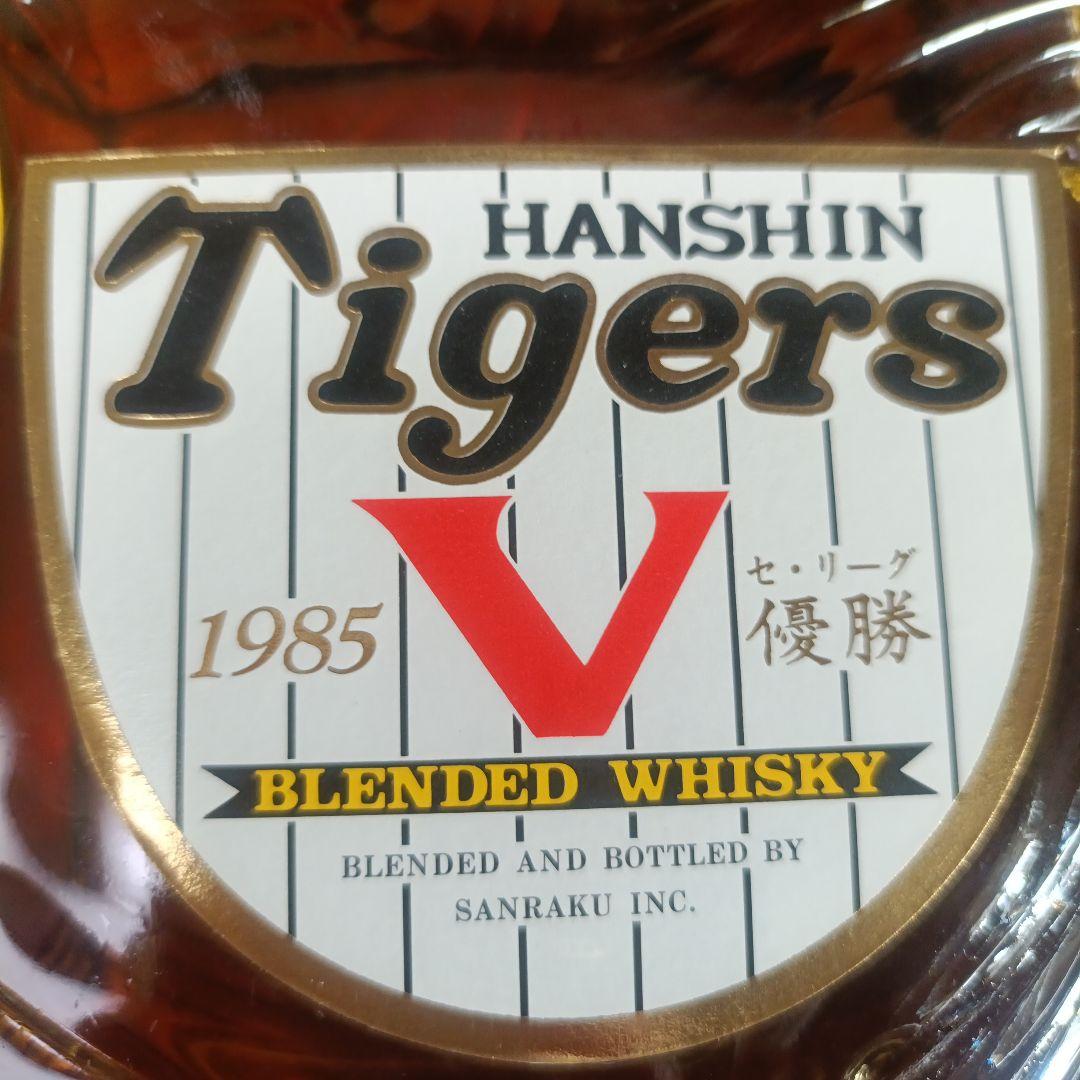 HANSHIN
Tigers
V
1985
セ・リーグ
優勝
BLENDED WHISKY
BLENDED AND BOTTLED BY
SANRAKU INC.